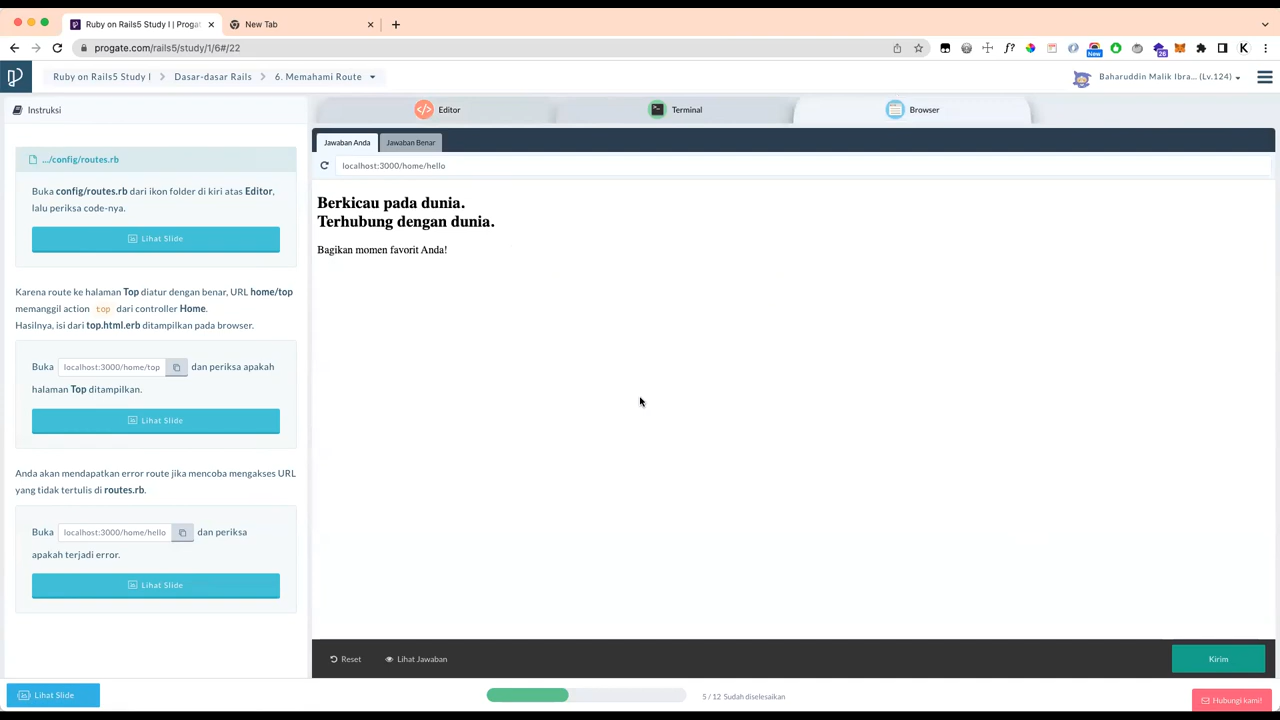 Ruby on Rails5 Study I | Progat
New Tab
progate.com/rails5/study/1/6#/22
New
26
K
Ruby on Rails5 Study I
Dasar-dasar Rails
6. Memahami Route
Baharuddin Malik Ibra... (Lv.124)
Instruksi
Editor
Terminal
Browser
.../config/routes.rb
Buka config/routes.rb dari ikon folder di kiri atas Editor,
lalu periksa code-nya.
Lihat Slide
Karena route ke halaman Top diatur dengan benar, URL home/top
memanggil action top dari controller Home.
Hasilnya, isi dari top.html.erb ditampilkan pada browser.
Buka localhost:3000/home/top dan periksa apakah
halaman Top ditampilkan.
Lihat Slide
Anda akan mendapatkan error route jika mencoba mengakses URL
yang tidak tertulis di routes.rb.
Buka localhost:3000/home/hello dan periksa
apakah terjadi error.
Lihat Slide
Jawaban Anda
Jawaban Benar
localhost:3000/home/hello
Berkicau pada dunia.
Terhubung dengan dunia.
Bagikan momen favorit Anda!
Reset
Lihat Jawaban
Kirim
Lihat Slide
5 / 12 Sudah diselesaikan
Hubungi kami!